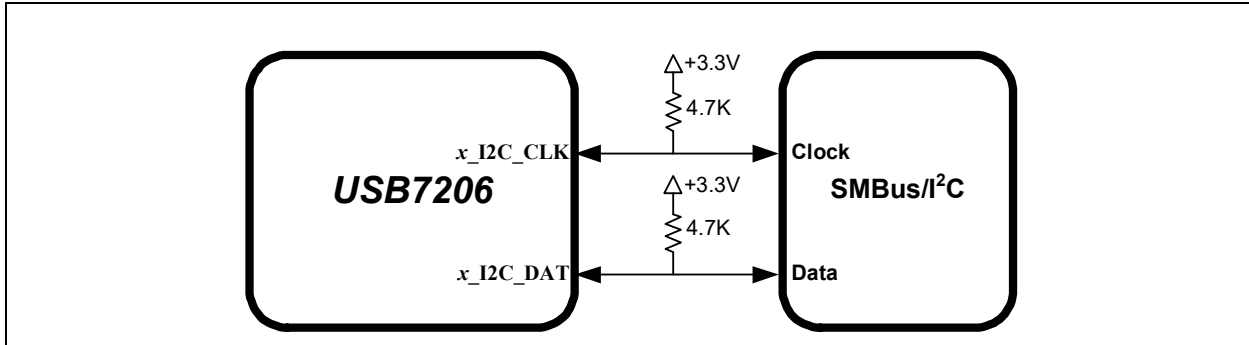 +3.3V
4.7K
x_I2C_CLK
Clock
USB7206
+3.3V
SMBus/I²C
4.7K
x_I2C_DAT
Data